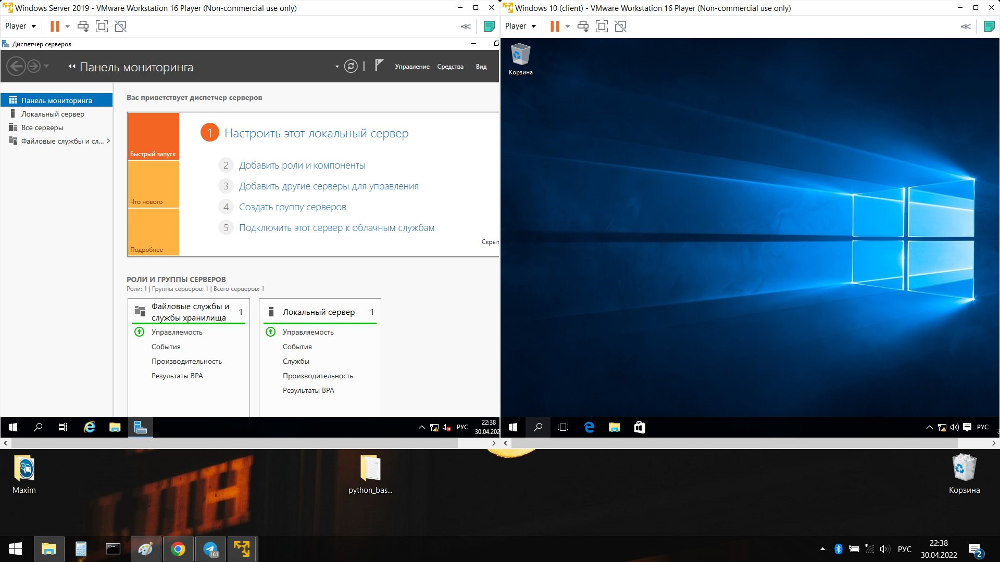 Windows Server 2019 - VMware Workstation 16 Player (Non-commercial use only)
Player
Диспетчер серверов
Панель мониторинга
Управление Средства Вид
Панель мониторинга
Локальный сервер
Все серверы
Файловые службы и сл...
Вас приветствует диспетчер серверов
Быстрый запуск
Что нового
Подробнее
1 Настроить этот локальный сервер
2 Добавить роли и компоненты
3 Добавить другие серверы для управления
4 Создать группу серверов
5 Подключить этот сервер к облачным службам
Скрыт
РОЛИ И ГРУППЫ СЕРВЕРОВ
Роли: 1 | Группы серверов: 1 | Всего серверов: 1
Файловые службы и
службы хранилища 1
Управляемость
События
Производительность
Результаты BPA
Локальный сервер 1
Управляемость
События
Службы
Производительность
Результаты BPA
РУС
22:38
30.04.202
Windows 10 (client) - VMware Workstation 16 Player (Non-commercial use only)
Player
Корзина
РУС
Maxim
python_bas...
Корзина
161
РУС
22:38
30.04.2022
2